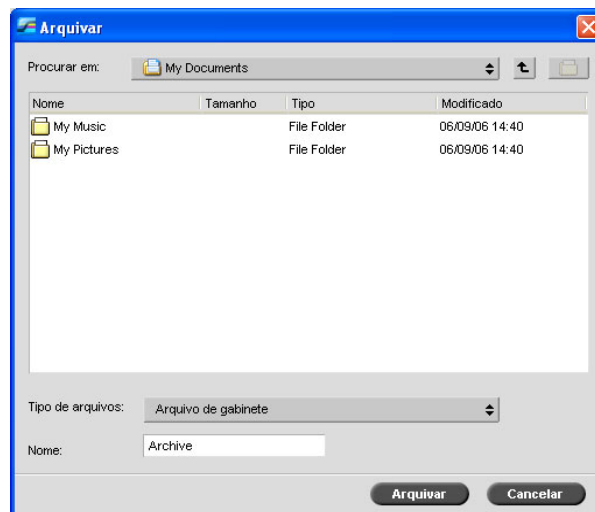 Arquivar
Procurar em: My Documents
Nome Tamanho Tipo Modificado
My Music File Folder 06/09/06 14:40
My Pictures File Folder 06/09/06 14:40
Tipo de arquivos: Arquivo de gabinete
Nome: Archive
Arquivar Cancelar